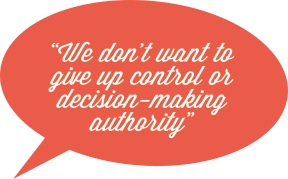 “We don’t want to
give up control or
decision-making
authority”